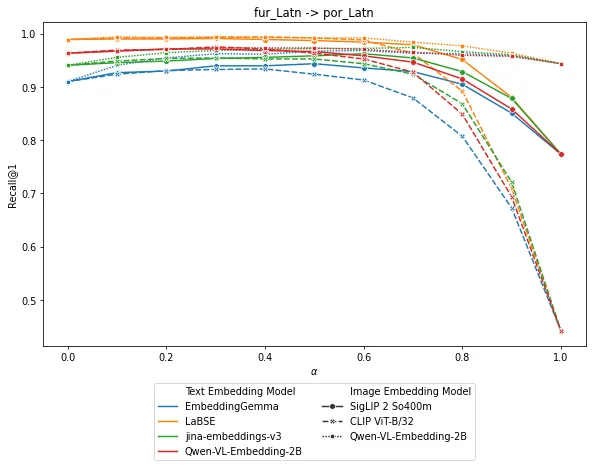 fur_Latn -> por_Latn
1.0
0.9
0.8
0.7
0.6
0.5
Recall@1
0.0 0.2 0.4 0.6 0.8 1.0
α
Text Embedding Model Image Embedding Model
EmbeddingGemma SigLIP 2 So400m
LaBSE CLIP ViT-B/32
jina-embeddings-v3 Qwen-VL-Embedding-2B
Qwen-VL-Embedding-2B